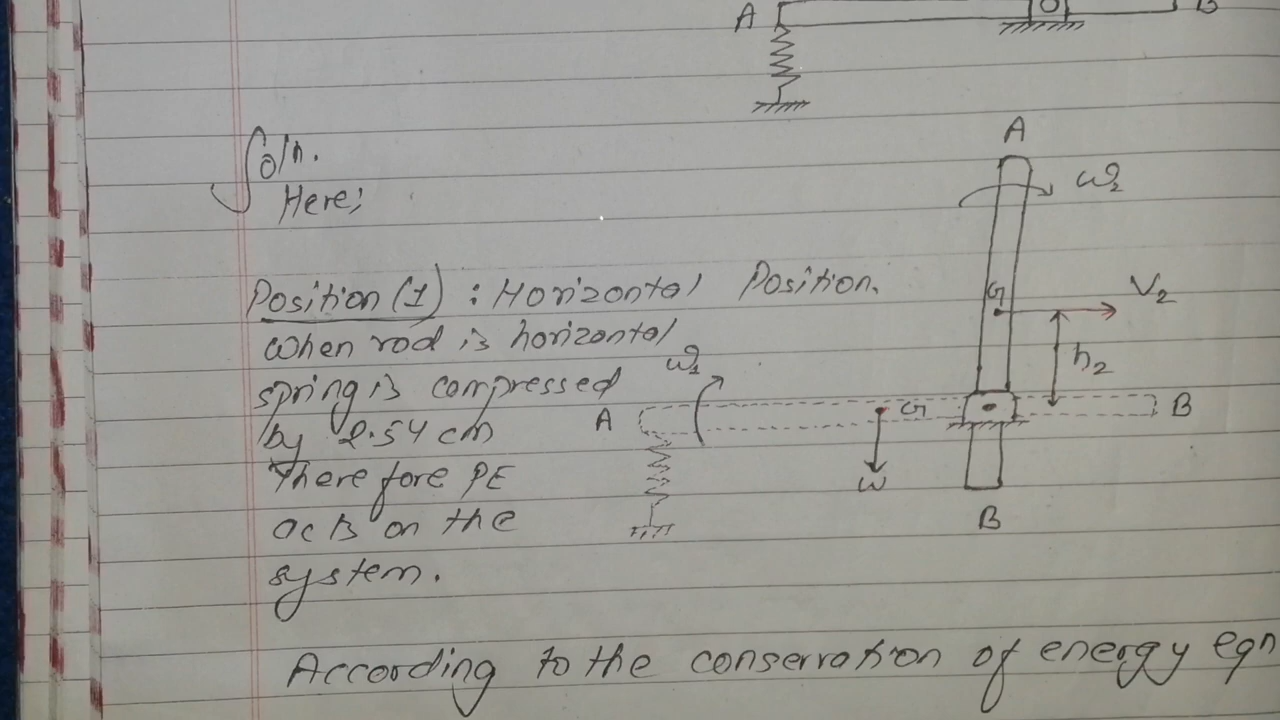 A B
Soln.
Here;
A
ω₂
Position (1) : Horizontal Position.
G V₂
when rod is horizontal
ω₁
h₂
spring is compressed
A G B
by 2.54 cm
Therefore PE
W
acts on the
B
system.
According to the conservation of energy eqn